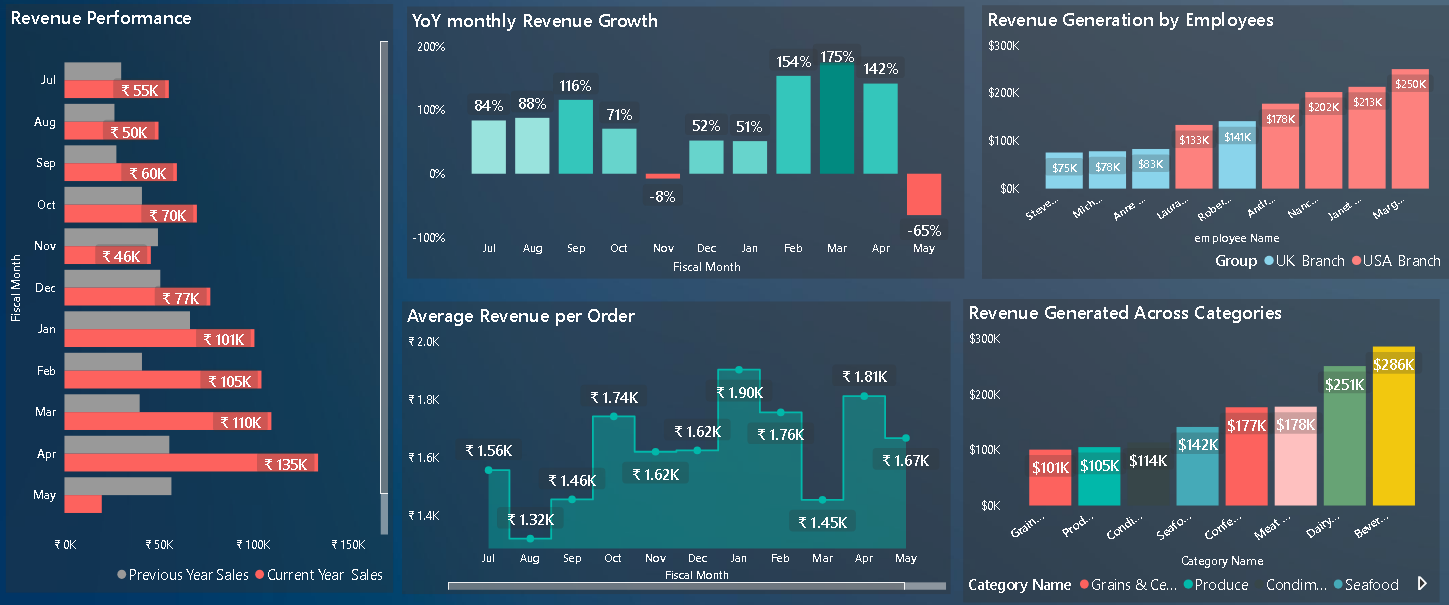 Revenue Performance
Jul
₹ 55K
Aug
₹ 50K
Sep
₹ 60K
Oct
₹ 70K
Nov
₹ 46K
Dec
₹ 77K
Jan
₹ 101K
Feb
₹ 105K
Mar
₹ 110K
Apr
₹ 135K
May
Fiscal Month
₹ 0K ₹ 50K ₹ 100K ₹ 150K
Previous Year Sales Current Year Sales
YoY monthly Revenue Growth
200%
100%
0%
-100%
84% 88% 116% 71% -8% 52% 51% 154% 175% 142% -65%
Jul Aug Sep Oct Nov Dec Jan Feb Mar Apr May
Fiscal Month
Revenue Generation by Employees
$300K
$200K
$100K
$0K
$75K $78K $83K $133K $141K $178K $202K $213K $250K
Steve... Mich... Anne ... Laura... Rober... Andr... Nanc... Janet ... Marg...
employee Name
Group UK Branch USA Branch
Average Revenue per Order
₹ 2.0K
₹ 1.8K
₹ 1.6K
₹ 1.4K
₹ 1.56K ₹ 1.32K ₹ 1.46K ₹ 1.74K ₹ 1.62K ₹ 1.62K ₹ 1.90K ₹ 1.76K ₹ 1.45K ₹ 1.81K ₹ 1.67K
Jul Aug Sep Oct Nov Dec Jan Feb Mar Apr May
Fiscal Month
Revenue Generated Across Categories
$300K
$200K
$100K
$0K
$101K $105K $114K $142K $177K $178K $251K $286K
Grain... Prod... Condi... Seafo... Confe... Meat ... Dairy... Bever...
Category Name
Category Name Grains & Ce... Produce Condim... Seafood